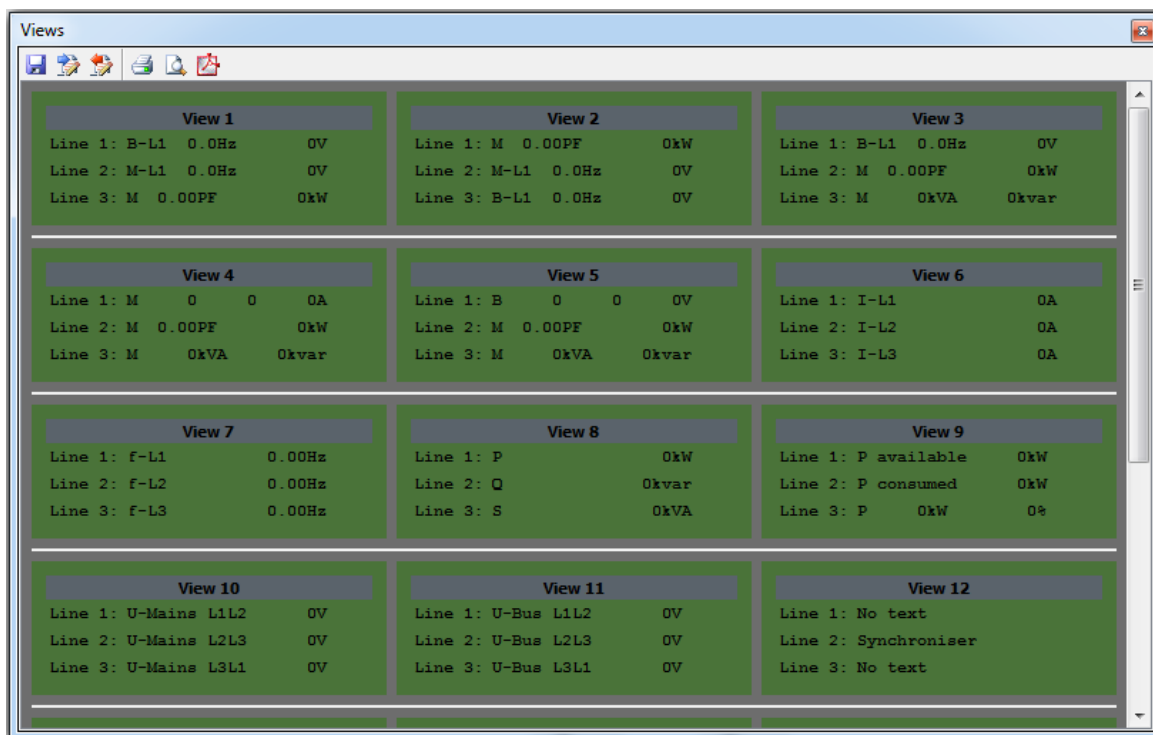 Views
View 1
Line 1: B-L1 0.0Hz 0V
Line 2: M-L1 0.0Hz 0V
Line 3: M 0.00PF 0kW
View 2
Line 1: M 0.00PF 0kW
Line 2: M-L1 0.0Hz 0V
Line 3: B-L1 0.0Hz 0V
View 3
Line 1: B-L1 0.0Hz 0V
Line 2: M 0.00PF 0kW
Line 3: M 0kVA 0kvar
View 4
Line 1: M 0 0 0A
Line 2: M 0.00PF 0kW
Line 3: M 0kVA 0kvar
View 5
Line 1: B 0 0 0V
Line 2: M 0.00PF 0kW
Line 3: M 0kVA 0kvar
View 6
Line 1: I-L1 0A
Line 2: I-L2 0A
Line 3: I-L3 0A
View 7
Line 1: f-L1 0.00Hz
Line 2: f-L2 0.00Hz
Line 3: f-L3 0.00Hz
View 8
Line 1: P 0kW
Line 2: Q 0kvar
Line 3: S 0kVA
View 9
Line 1: P available 0kW
Line 2: P consumed 0kW
Line 3: P 0kW 0%
View 10
Line 1: U-Mains L1L2 0V
Line 2: U-Mains L2L3 0V
Line 3: U-Mains L3L1 0V
View 11
Line 1: U-Bus L1L2 0V
Line 2: U-Bus L2L3 0V
Line 3: U-Bus L3L1 0V
View 12
Line 1: No text
Line 2: Synchroniser
Line 3: No text